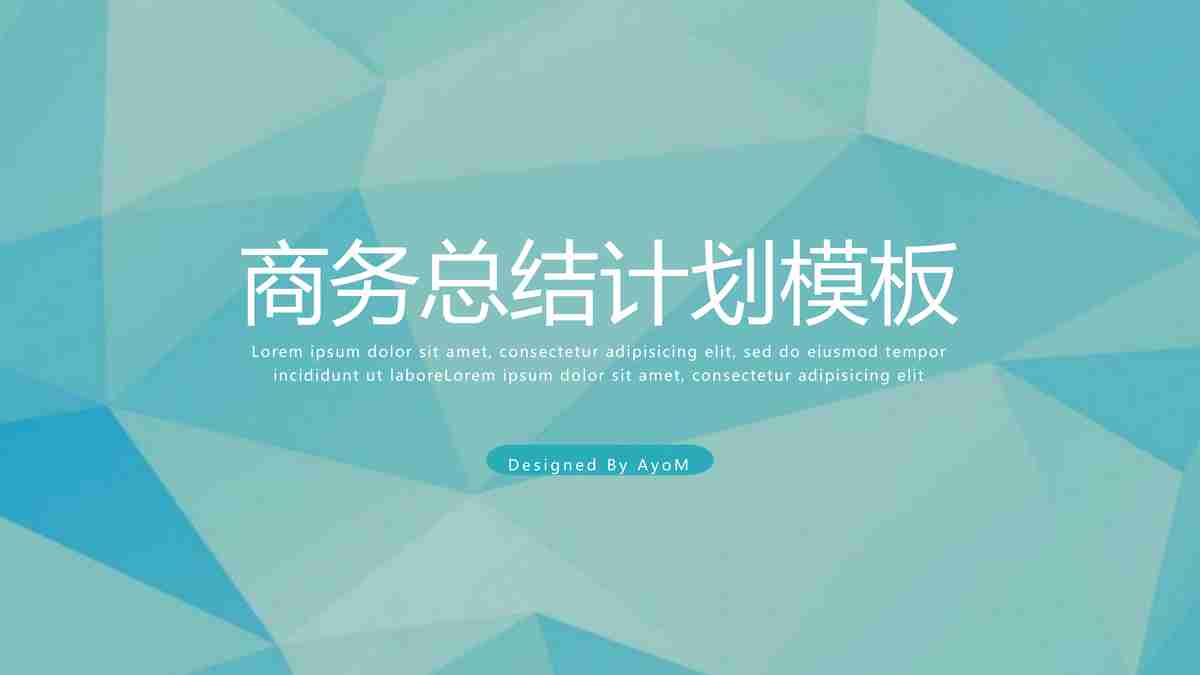 商务总结计划模板
Lorem ipsum dolor sit amet, consectetur adipisicing elit, sed do eiusmod tempor
incididunt ut laboreLorem ipsum dolor sit amet, consectetur adipisicing elit
Designed By AyoM